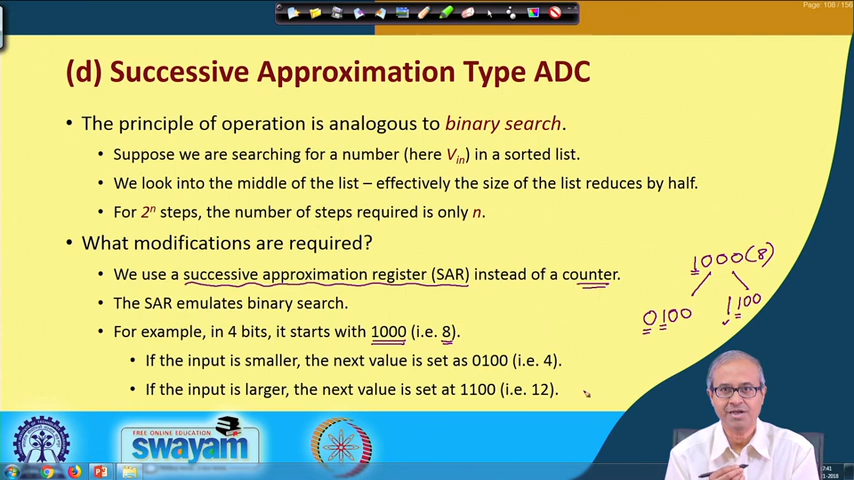 Page: 108 / 156
(d) Successive Approximation Type ADC
• The principle of operation is analogous to binary search.
• Suppose we are searching for a number (here Vin) in a sorted list.
• We look into the middle of the list – effectively the size of the list reduces by half.
• For 2ⁿ steps, the number of steps required is only n.
• What modifications are required?
1000(8)
• We use a successive approximation register (SAR) instead of a counter.
• The SAR emulates binary search.
0100
1100
• For example, in 4 bits, it starts with 1000 (i.e. 8).
• If the input is smaller, the next value is set as 0100 (i.e. 4).
• If the input is larger, the next value is set at 1100 (i.e. 12).
FREE ONLINE EDUCATION
swayam